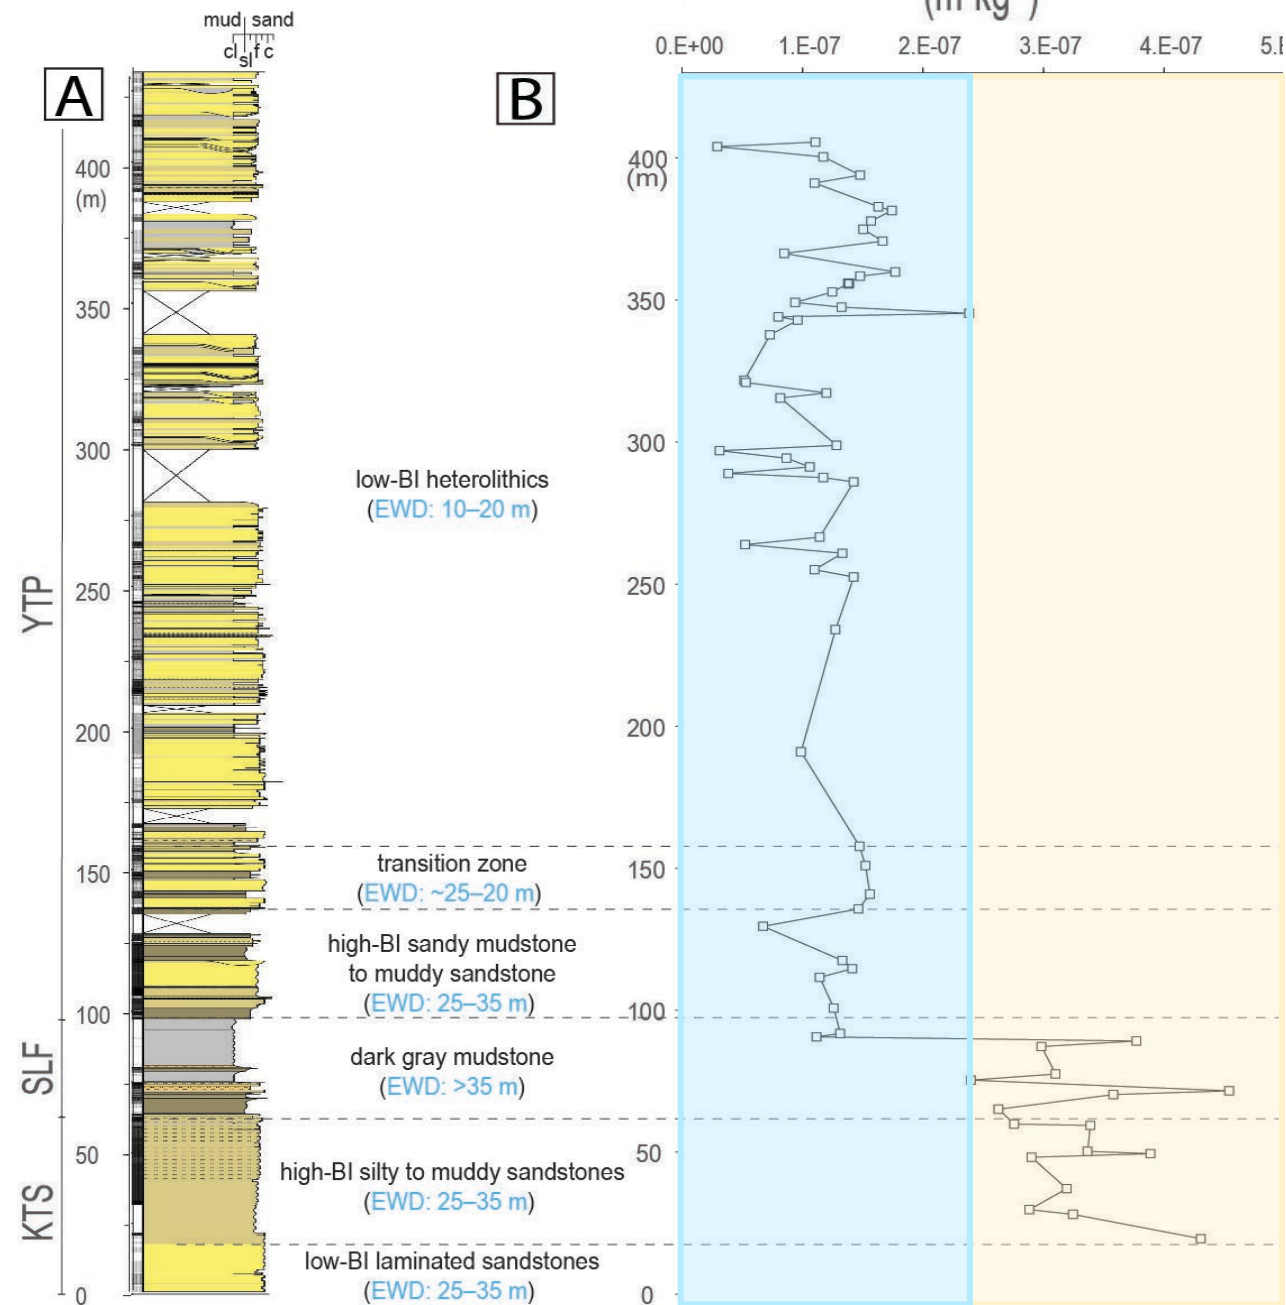 mud sand
cl sl f c
A
400
(m)
350
300
250
200
150
100
50
0
YTP
SLF
KTS
low-BI heterolithics
(EWD: 10–20 m)
transition zone
(EWD: ~25–20 m)
high-BI sandy mudstone
to muddy sandstone
(EWD: 25–35 m)
dark gray mudstone
(EWD: >35 m)
high-BI silty to muddy sandstones
(EWD: 25–35 m)
low-BI laminated sandstones
(EWD: 25–35 m)
B
0.E+00 1.E-07 2.E-07 3.E-07 4.E-07
400
(m)
350
300
250
200
150
100
50
0